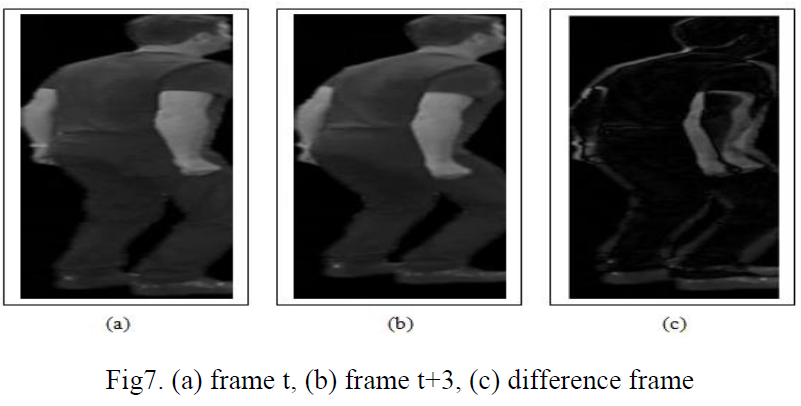 (a) (b) (c)
Fig7. (a) frame t, (b) frame t+3, (c) difference frame